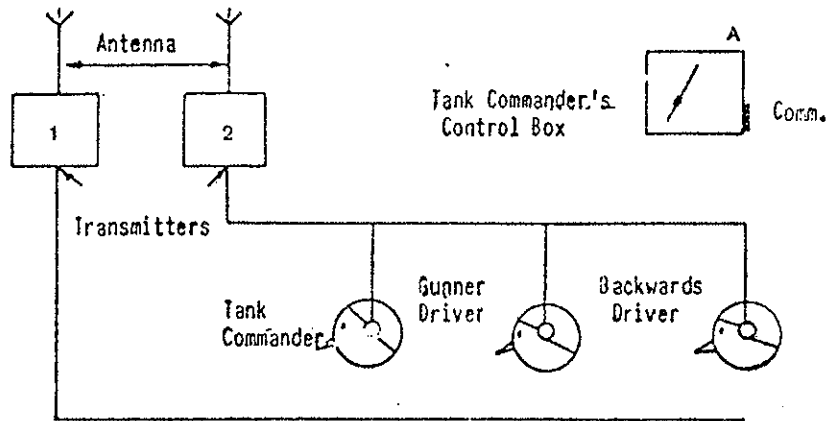 Antenna
A
1
2
Tank Commander's
Control Box
Comm.
Transmitters
Tank
Commander
Gunner
Driver
Backwards
Driver